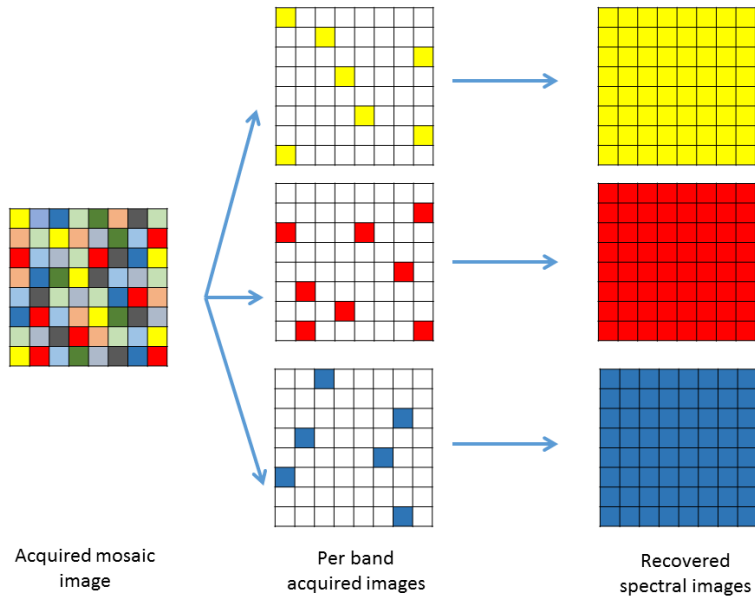 Acquired mosaic
image
Per band
acquired images
Recovered
spectral images